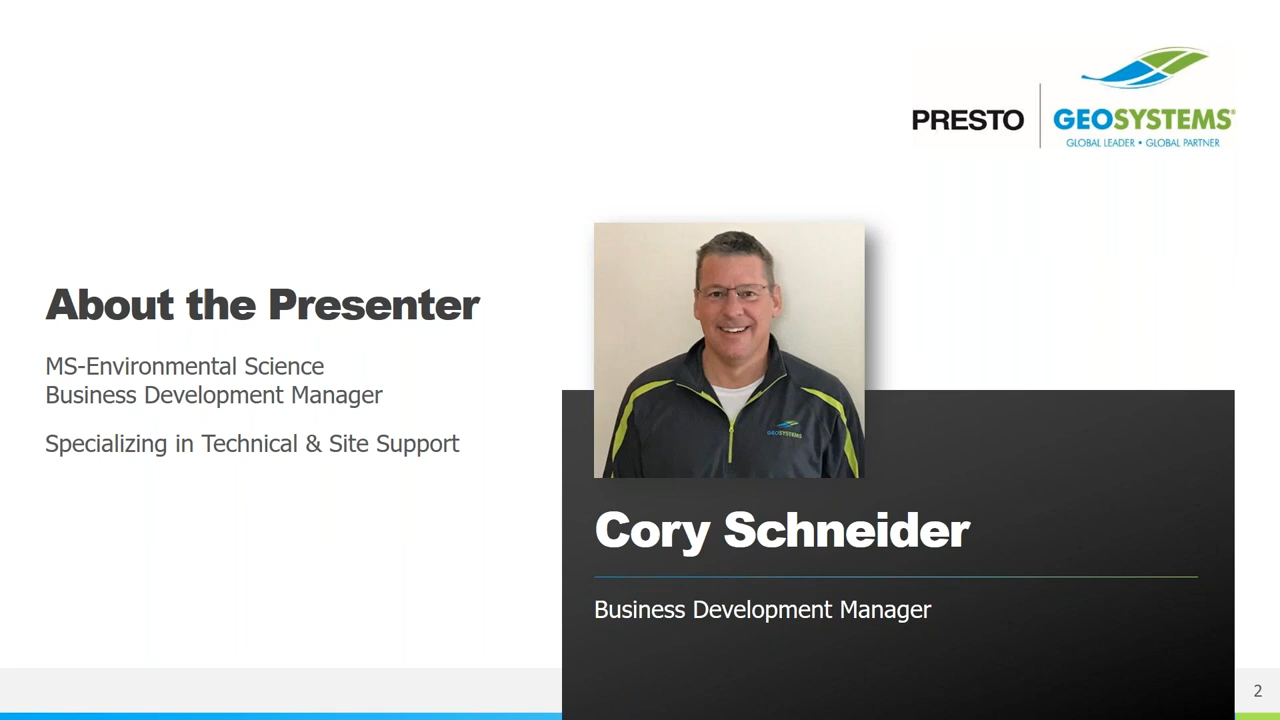 PRESTO
GEOSYSTEMS®
GLOBAL LEADER • GLOBAL PARTNER
About the Presenter
MS-Environmental Science
Business Development Manager
Specializing in Technical & Site Support
GEOSYSTEMS
Cory Schneider
Business Development Manager
2